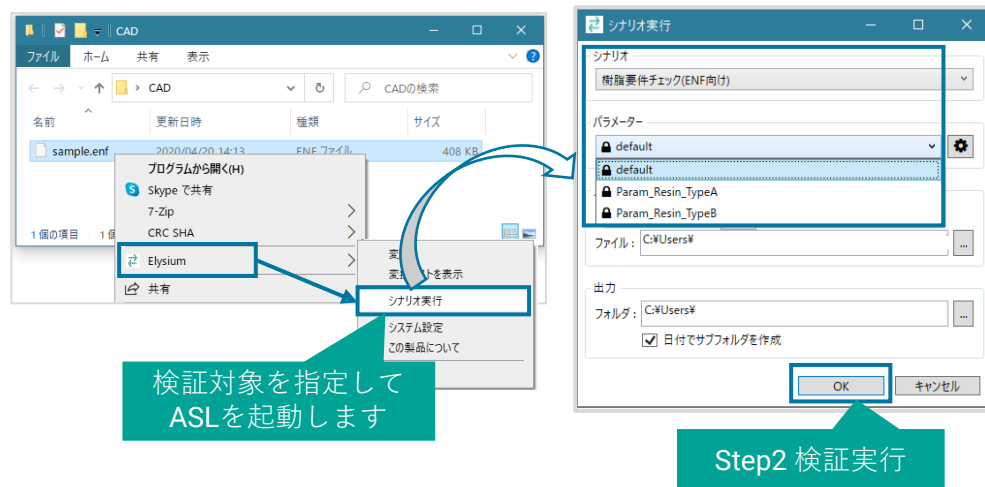 CAD
ファイル ホーム 共有 表示
CAD
CADの検索
名前 更新日時 種類 サイズ
sample.enf 2020/04/20 14:13 ENF ファイル 408 KB
プログラムから開く(H)
Skype で共有
7-Zip
CRC SHA
1 個の項目
Elysium
共有
を表示
シナリオ実行
システム設定
この製品について
検証対象を指定して
ASLを起動します
シナリオ実行
シナリオ
樹脂要件チェック(ENF向け)
パラメーター
default
default
Param_Resin_TypeA
Param_Resin_TypeB
ファイル : C:¥Users¥ ...
出力
フォルダ : C:¥Users¥ ...
日付でサブフォルダを作成
OK キャンセル
Step2 検証実行